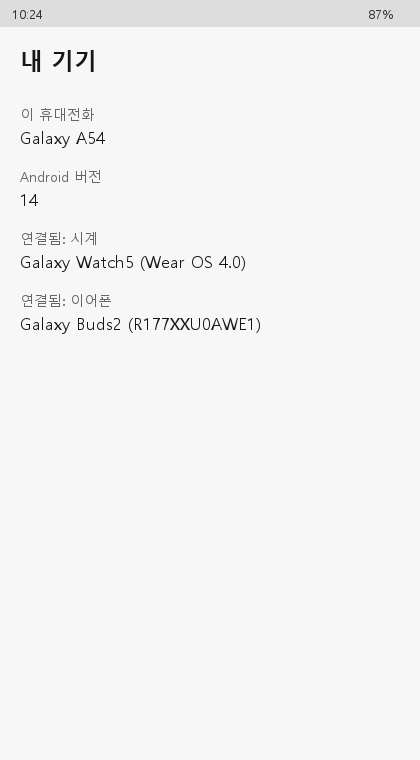 10:24 87%
내 기기
이 휴대전화
Galaxy A54
Android 버전
14
연결됨: 시계
Galaxy Watch5 (Wear OS 4.0)
연결됨: 이어폰
Galaxy Buds2 (R177XXU0AWE1)